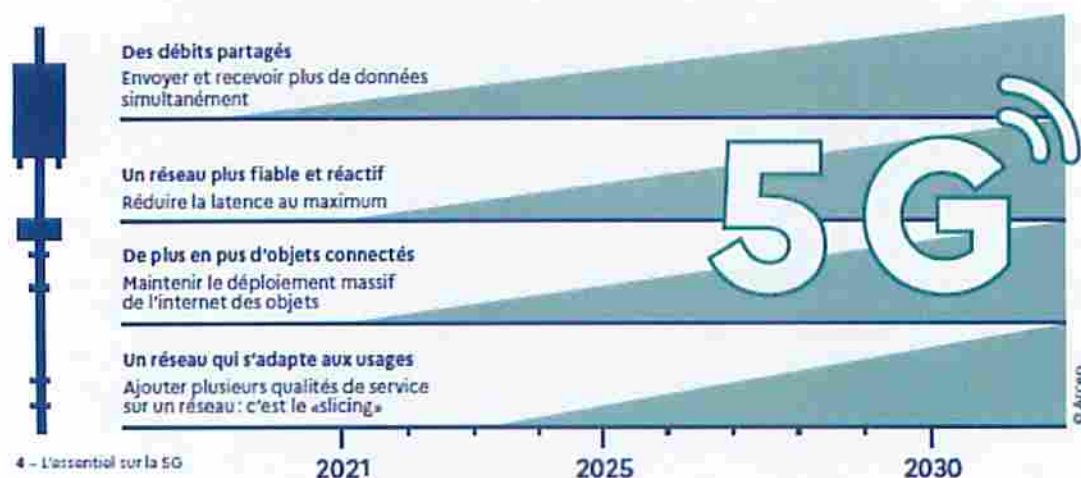 Des débits partagés
Envoyer et recevoir plus de données
simultanément
Un réseau plus fiable et réactif
Réduire la latence au maximum
De plus en pus d'objets connectés
Maintenir le déploiement massif
de l'internet des objets
Un réseau qui s'adapte aux usages
Ajouter plusieurs qualités de service
sur un réseau : c'est le «slicing»
5G
© Arcep
2021
2025
2030
4 – L'essentiel sur la 5G